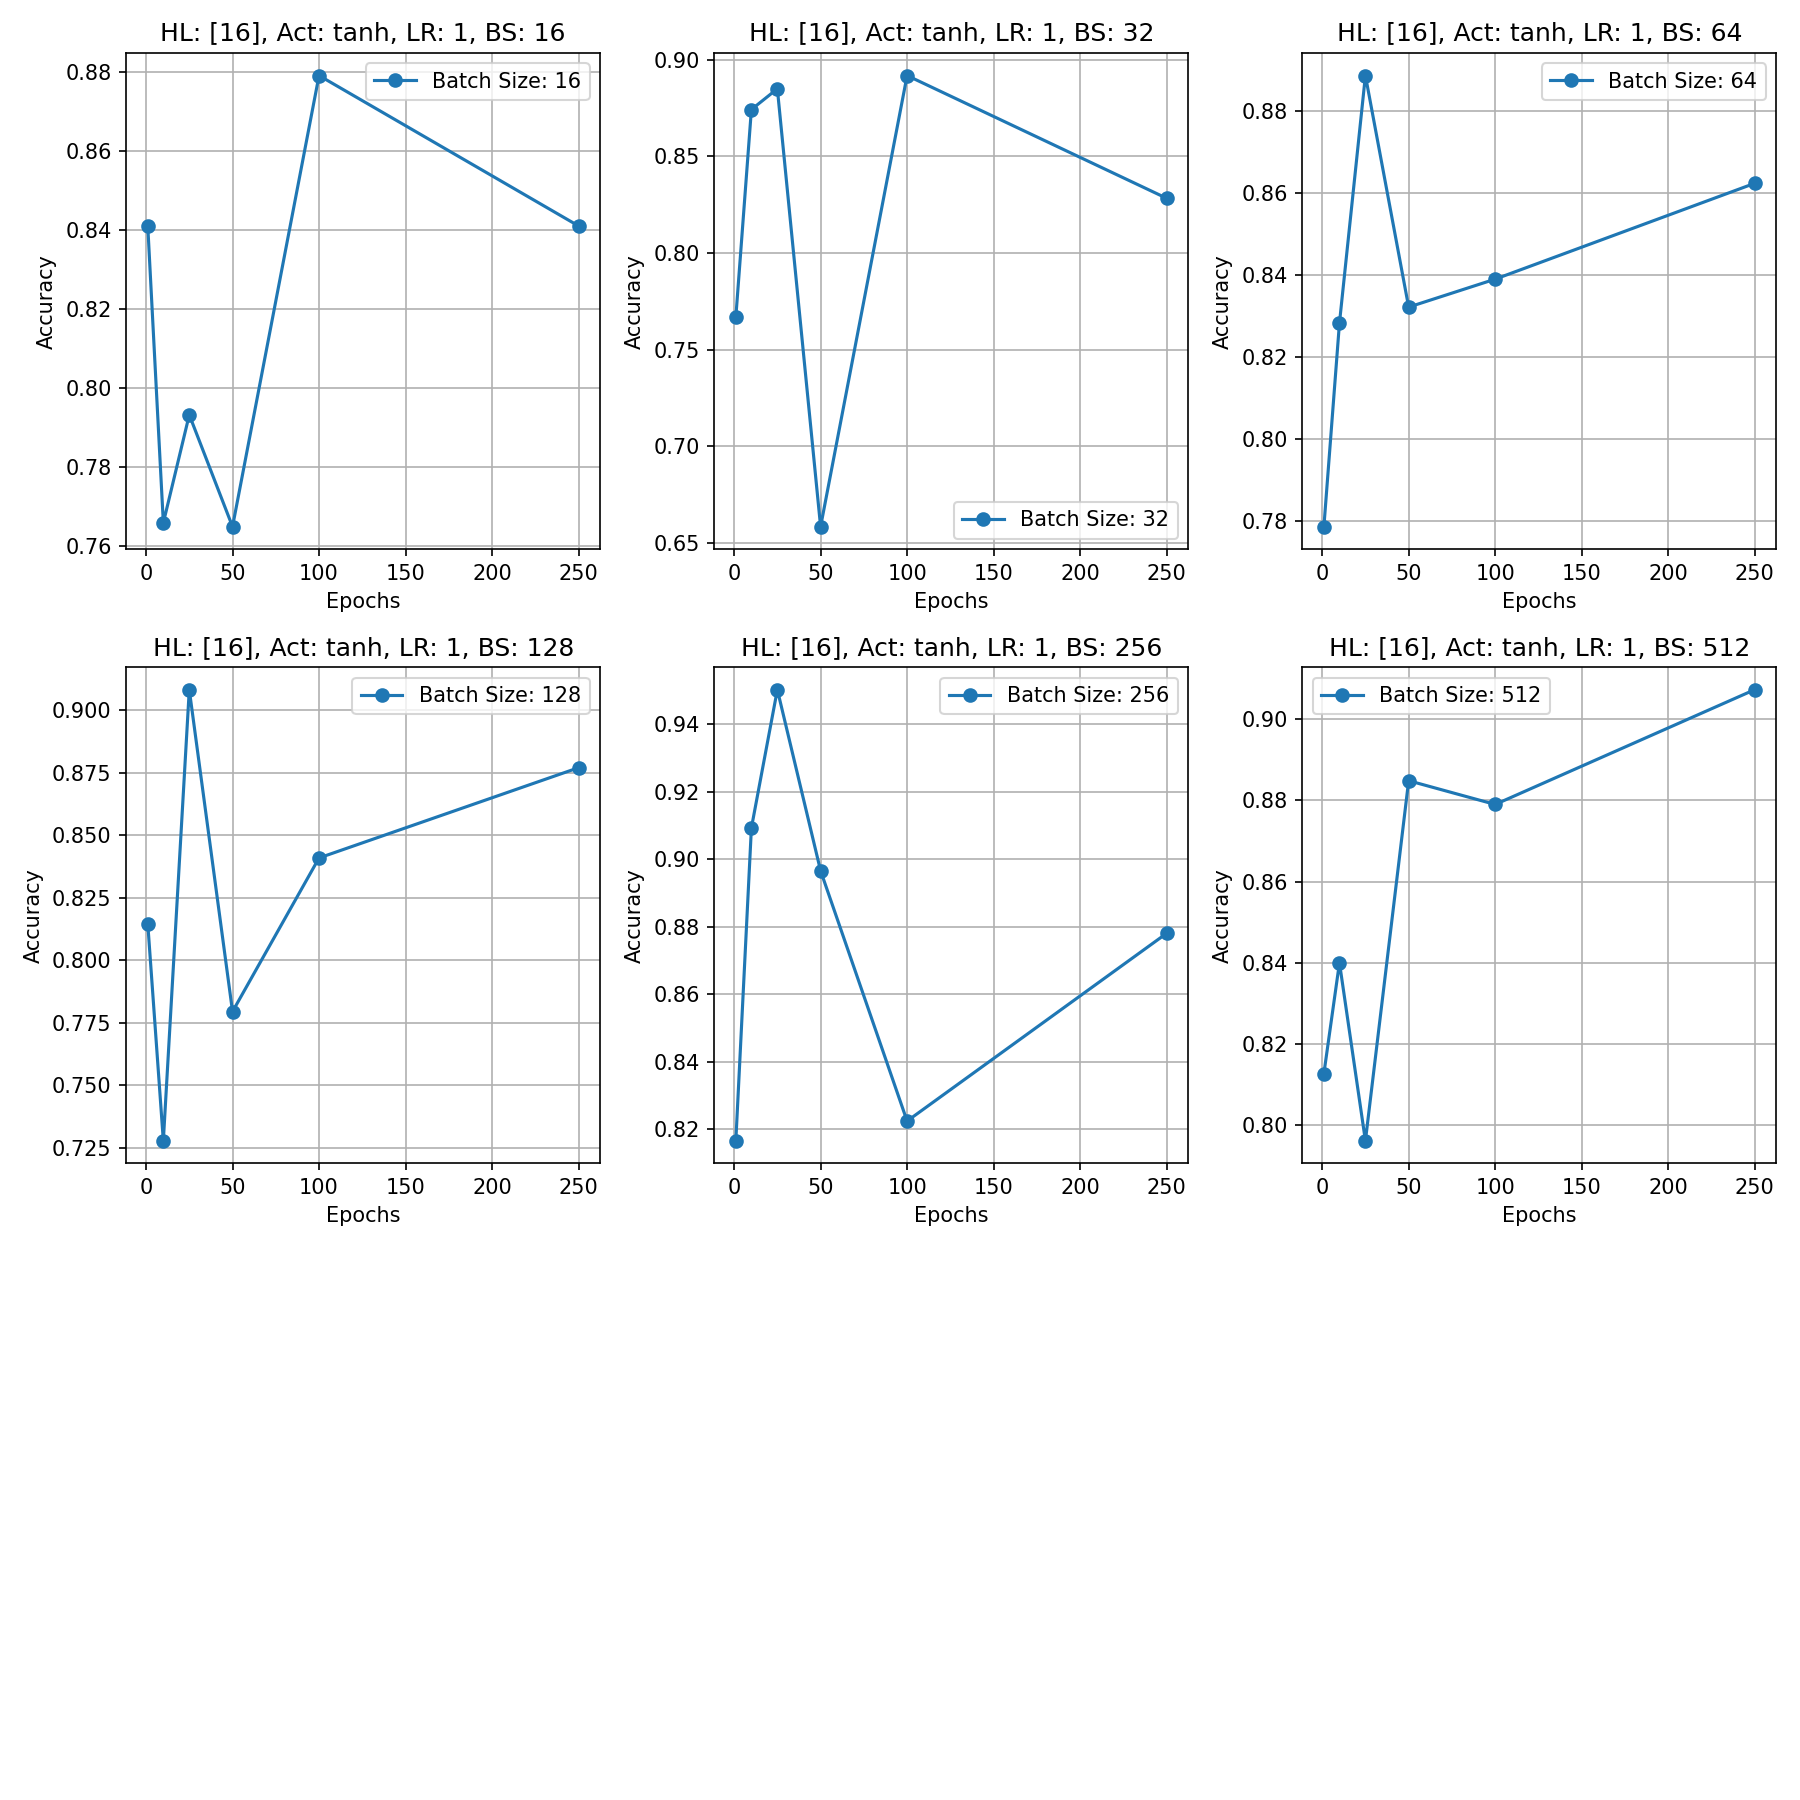 HL: [16], Act: tanh, LR: 1, BS: 16
Batch Size: 16
Accuracy
0.88
0.86
0.84
0.82
0.80
0.78
0.76
0 50 100 150 200 250
Epochs
HL: [16], Act: tanh, LR: 1, BS: 32
Batch Size: 32
Accuracy
0.90
0.85
0.80
0.75
0.70
0.65
0 50 100 150 200 250
Epochs
HL: [16], Act: tanh, LR: 1, BS: 64
Batch Size: 64
Accuracy
0.88
0.86
0.84
0.82
0.80
0.78
0 50 100 150 200 250
Epochs
HL: [16], Act: tanh, LR: 1, BS: 128
Batch Size: 128
Accuracy
0.900
0.875
0.850
0.825
0.800
0.775
0.750
0.725
0 50 100 150 200 250
Epochs
HL: [16], Act: tanh, LR: 1, BS: 256
Batch Size: 256
Accuracy
0.94
0.92
0.90
0.88
0.86
0.84
0.82
0 50 100 150 200 250
Epochs
HL: [16], Act: tanh, LR: 1, BS: 512
Batch Size: 512
Accuracy
0.90
0.88
0.86
0.84
0.82
0.80
0 50 100 150 200 250
Epochs